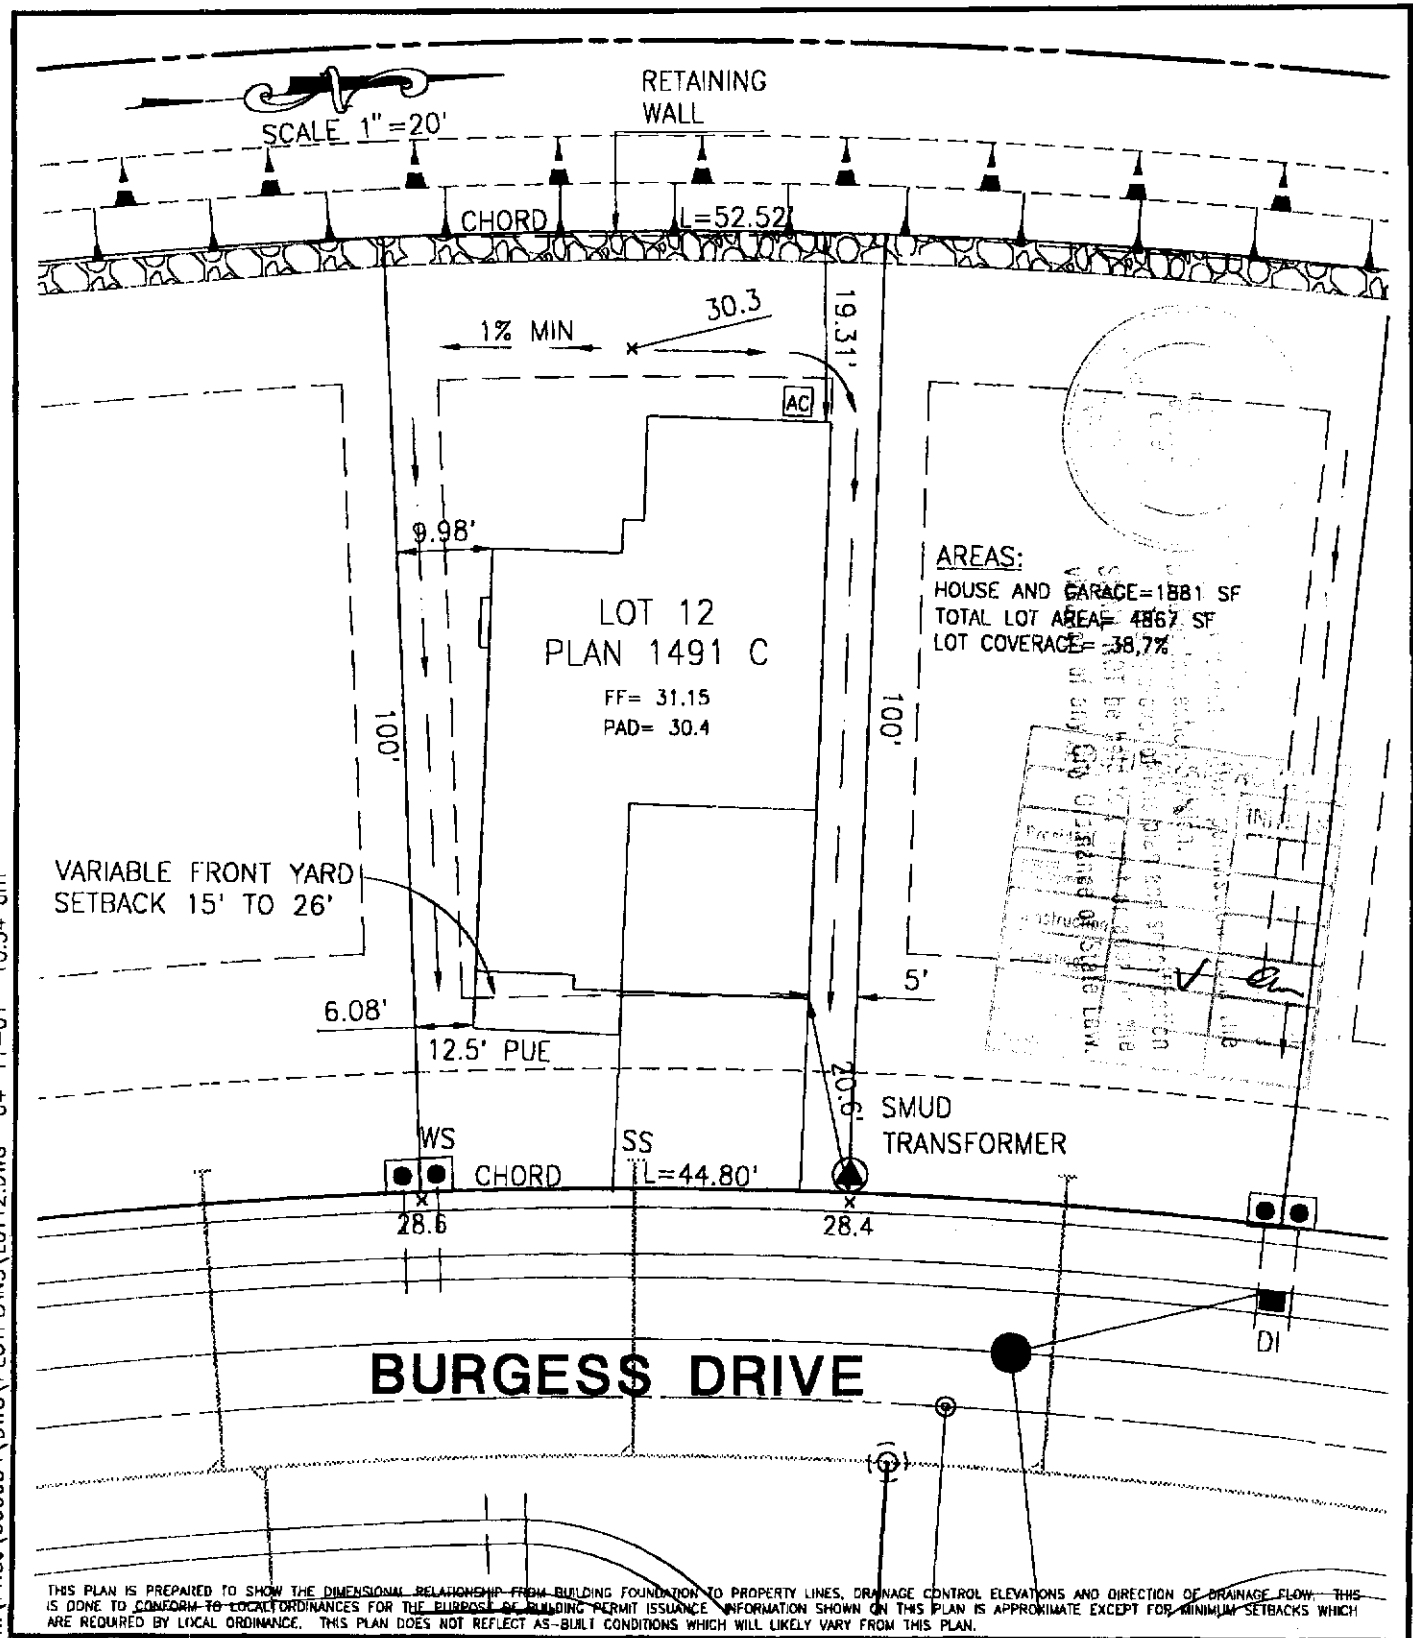 RETAINING
WALL
SCALE 1"=20'
CHORD L=52.52'
30.3
19.31'
1% MIN
AC
9.98'
AREAS:
HOUSE AND GARAGE=1881 SF
TOTAL LOT AREA= 4867 SF
LOT COVERAGE= 38.7%
LOT 12
PLAN 1491 C
FF= 31.15
PAD= 30.4
100'
100'
VARIABLE FRONT YARD
SETBACK 15' TO 26'
5'
6.08'
12.5' PUE
20.6'
SMUD
TRANSFORMER
WS
SS
CHORD L=44.80'
28.6
28.4
DI
BURGESS DRIVE
THIS PLAN IS PREPARED TO SHOW THE DIMENSIONAL RELATIONSHIP FROM BUILDING FOUNDATION TO PROPERTY LINES, DRAINAGE CONTROL ELEVATIONS AND DIRECTION OF DRAINAGE FLOW. THIS
IS DONE TO CONFORM TO LOCAL ORDINANCES FOR THE PURPOSE OF BUILDING PERMIT ISSUANCE INFORMATION SHOWN ON THIS PLAN IS APPROXIMATE EXCEPT FOR MINIMUM SETBACKS WHICH
ARE REQUIRED BY LOCAL ORDINANCE. THIS PLAN DOES NOT REFLECT AS-BUILT CONDITIONS WHICH WILL LIKELY VARY FROM THIS PLAN.